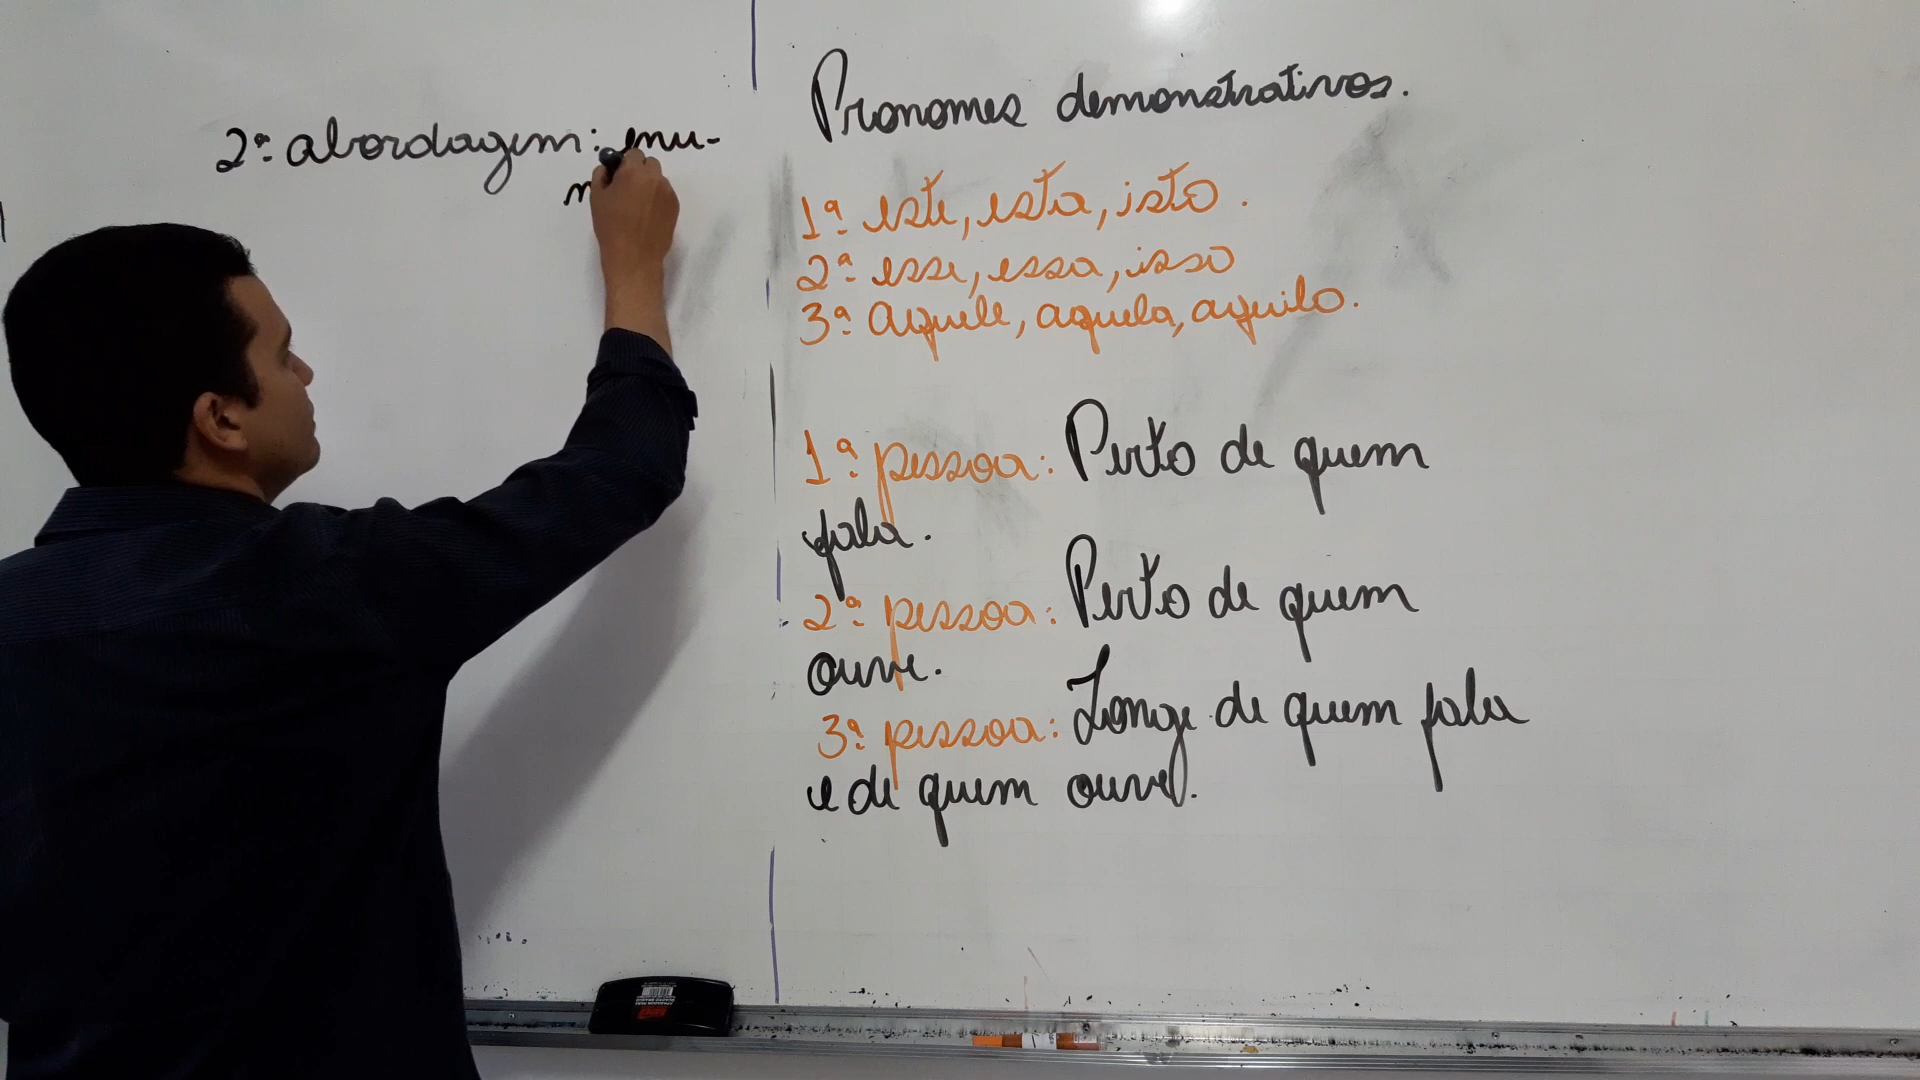 2ª abordagem: enu-
Pronomes demonstrativos.
1ª este, esta, isto.
2ª esse, essa, isso
3ª aquele, aquela, aquilo.
1ª pessoa: Perto de quem
fala.
2ª pessoa: Perto de quem
ouve.
3ª pessoa: Longe de quem fala
e de quem ouve.